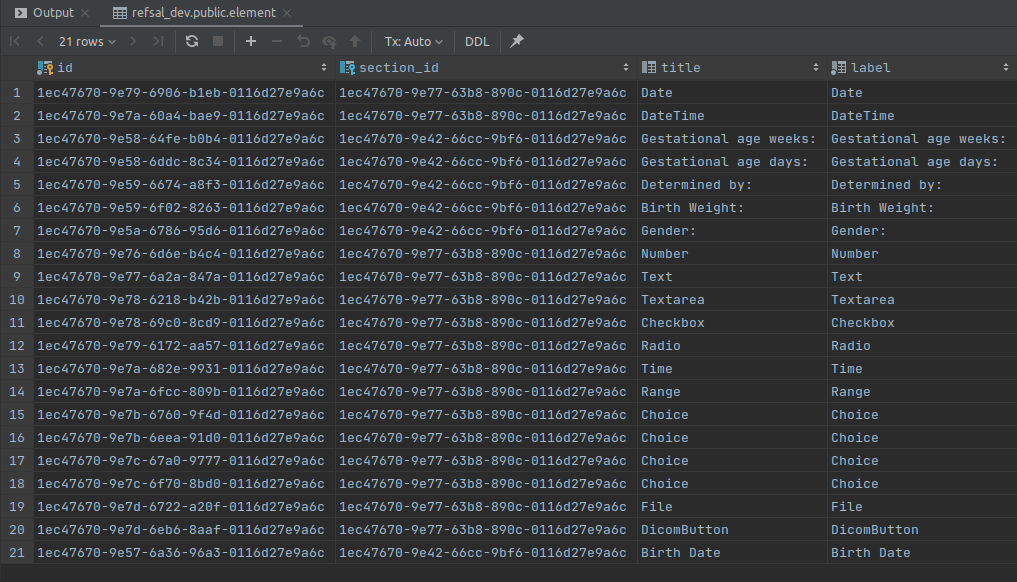 Output refsal_dev.public.element
21 rows Tx: Auto DDL
id section_id title label
1 1ec47670-9e79-6906-b1eb-0116d27e9a6c 1ec47670-9e77-63b8-890c-0116d27e9a6c Date Date
2 1ec47670-9e7a-60a4-bae9-0116d27e9a6c 1ec47670-9e77-63b8-890c-0116d27e9a6c DateTime DateTime
3 1ec47670-9e58-64fe-b0b4-0116d27e9a6c 1ec47670-9e42-66cc-9bf6-0116d27e9a6c Gestational age weeks: Gestational age weeks:
4 1ec47670-9e58-6ddc-8c34-0116d27e9a6c 1ec47670-9e42-66cc-9bf6-0116d27e9a6c Gestational age days: Gestational age days:
5 1ec47670-9e59-6674-a8f3-0116d27e9a6c 1ec47670-9e42-66cc-9bf6-0116d27e9a6c Determined by: Determined by:
6 1ec47670-9e59-6f02-8263-0116d27e9a6c 1ec47670-9e42-66cc-9bf6-0116d27e9a6c Birth Weight: Birth Weight:
7 1ec47670-9e5a-6786-95d6-0116d27e9a6c 1ec47670-9e42-66cc-9bf6-0116d27e9a6c Gender: Gender:
8 1ec47670-9e76-6d6e-b4c4-0116d27e9a6c 1ec47670-9e77-63b8-890c-0116d27e9a6c Number Number
9 1ec47670-9e77-6a2a-847a-0116d27e9a6c 1ec47670-9e77-63b8-890c-0116d27e9a6c Text Text
10 1ec47670-9e78-6218-b42b-0116d27e9a6c 1ec47670-9e77-63b8-890c-0116d27e9a6c Textarea Textarea
11 1ec47670-9e78-69c0-8cd9-0116d27e9a6c 1ec47670-9e77-63b8-890c-0116d27e9a6c Checkbox Checkbox
12 1ec47670-9e79-6172-aa57-0116d27e9a6c 1ec47670-9e77-63b8-890c-0116d27e9a6c Radio Radio
13 1ec47670-9e7a-682e-9931-0116d27e9a6c 1ec47670-9e77-63b8-890c-0116d27e9a6c Time Time
14 1ec47670-9e7a-6fcc-809b-0116d27e9a6c 1ec47670-9e77-63b8-890c-0116d27e9a6c Range Range
15 1ec47670-9e7b-6760-9f4d-0116d27e9a6c 1ec47670-9e77-63b8-890c-0116d27e9a6c Choice Choice
16 1ec47670-9e7b-6eea-91d0-0116d27e9a6c 1ec47670-9e77-63b8-890c-0116d27e9a6c Choice Choice
17 1ec47670-9e7c-67a0-9777-0116d27e9a6c 1ec47670-9e77-63b8-890c-0116d27e9a6c Choice Choice
18 1ec47670-9e7c-6f70-8bd0-0116d27e9a6c 1ec47670-9e77-63b8-890c-0116d27e9a6c Choice Choice
19 1ec47670-9e7d-6722-a20f-0116d27e9a6c 1ec47670-9e77-63b8-890c-0116d27e9a6c File File
20 1ec47670-9e7d-6eb6-8aaf-0116d27e9a6c 1ec47670-9e77-63b8-890c-0116d27e9a6c DicomButton DicomButton
21 1ec47670-9e57-6a36-96a3-0116d27e9a6c 1ec47670-9e42-66cc-9bf6-0116d27e9a6c Birth Date Birth Date